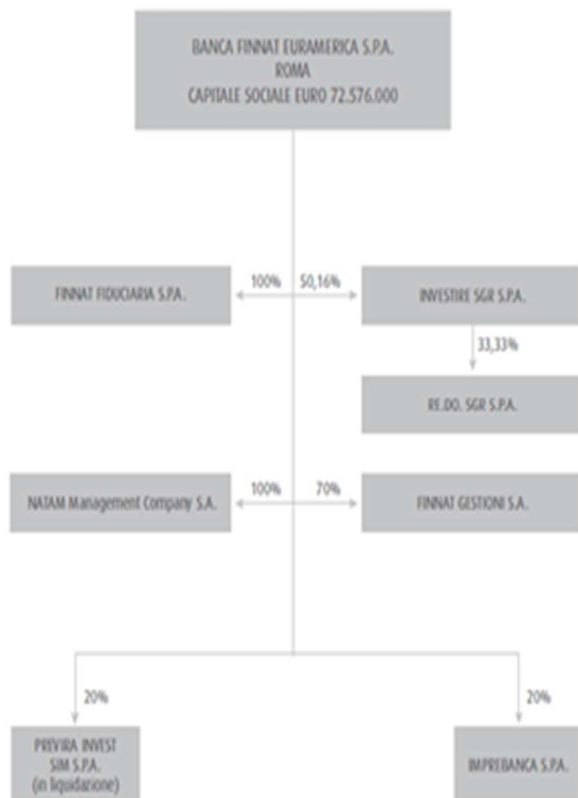 BANCA FINNAT EURAMERICA S.P.A.
ROMA
CAPITALE SOCIALE EURO 72.576.000
FINNAT FIDUCIARIA S.P.A.
100%
50,16%
INVESTIRE SGR S.P.A.
33,33%
RE.DO. SGR S.P.A.
NATAM Management Company S.A.
100%
70%
FINNAT GESTIONI S.A.
20%
20%
PREVIRA INVEST
SIM S.P.A.
(in liquidazione)
IMPREBANCA S.P.A.